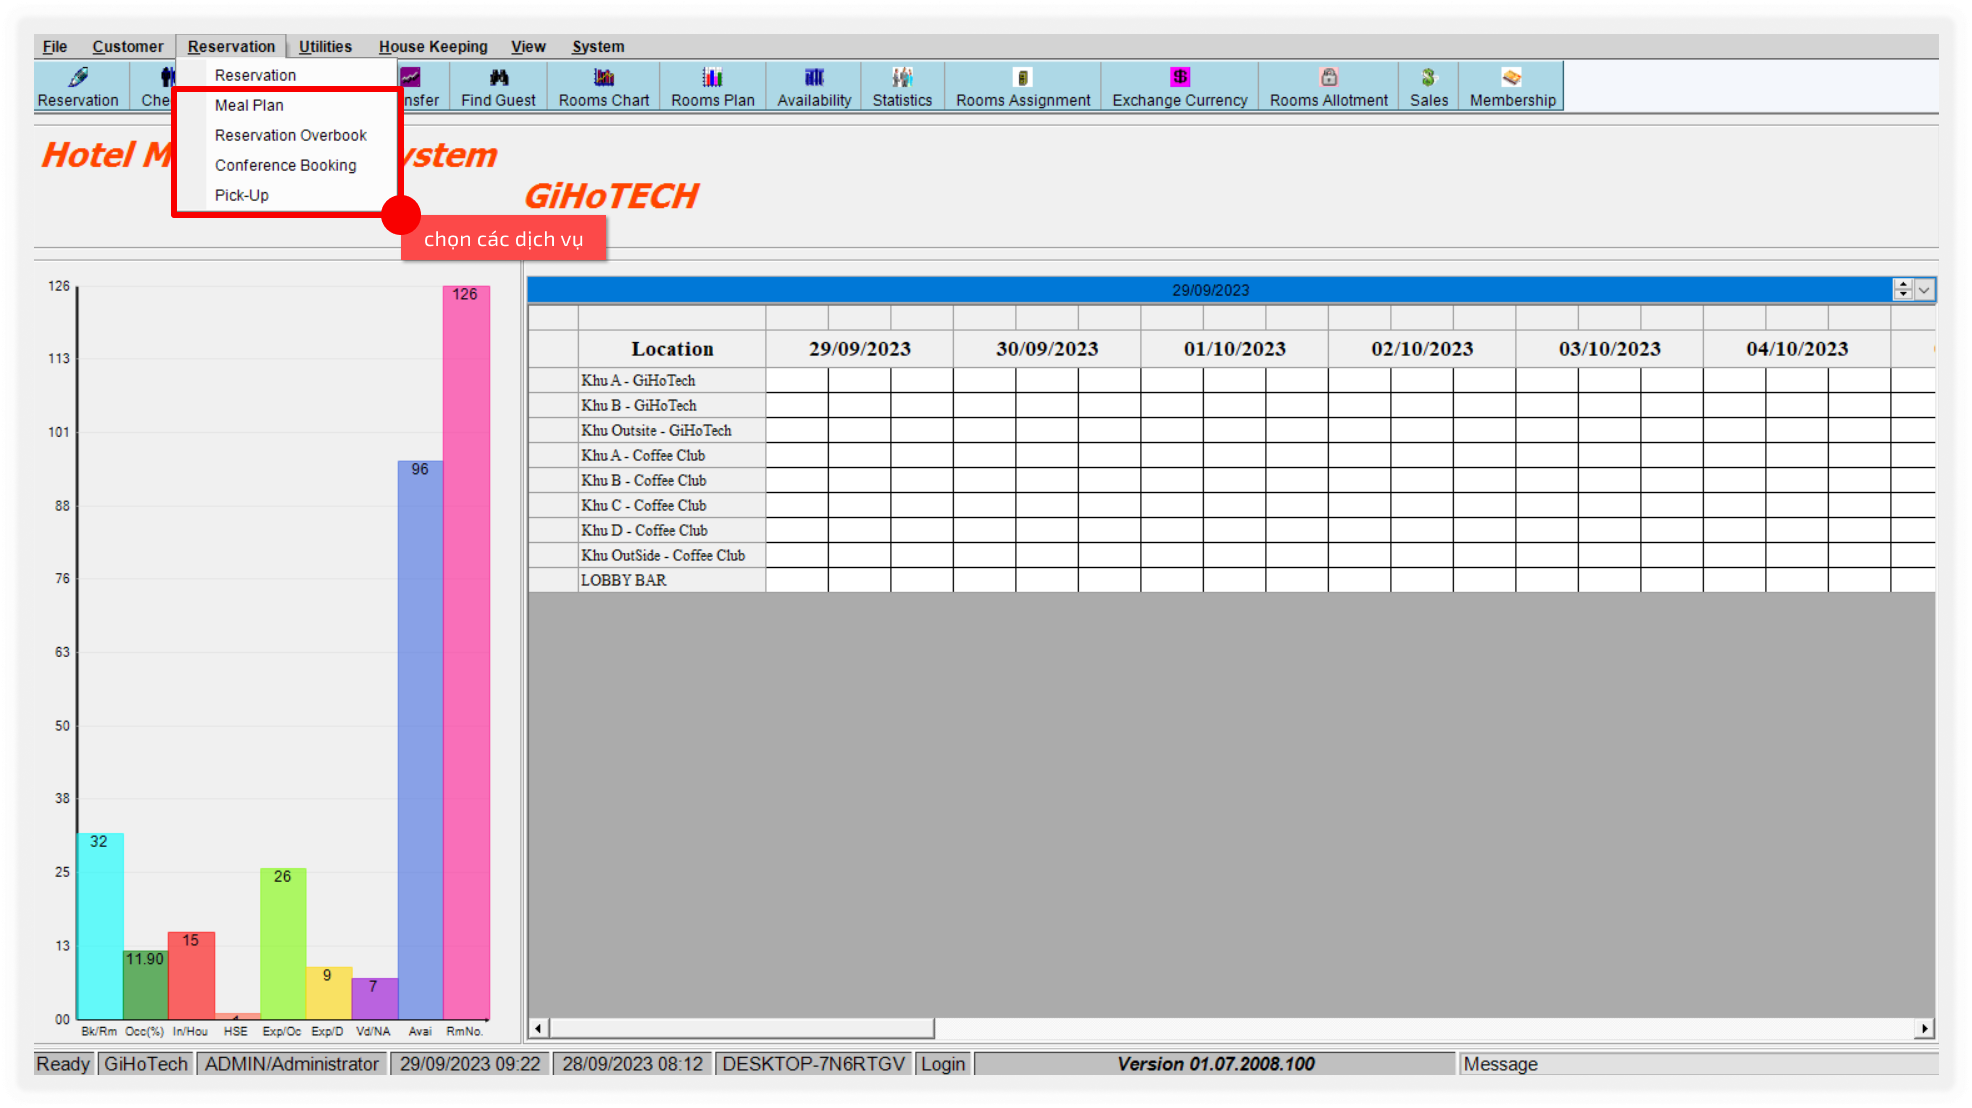 File Customer Reservation Utilities House Keeping View System
Reservation
Meal Plan
Reservation Overbook
Conference Booking
Pick-Up
Reservation Che nsfer Find Guest Rooms Chart Rooms Plan Availability Statistics Rooms Assignment Exchange Currency Rooms Allotment Sales Membership
Hotel M ystem
GiHoTECH
chọn các dịch vụ
126
113
101
88
76
63
50
38
25
13
00
32
11.90
15
26
9
7
96
126
Bk/Rm Occ(%) In/Hou HSE Exp/Oc Exp/D Vd/NA Avai RmNo.
29/09/2023
Location 29/09/2023 30/09/2023 01/10/2023 02/10/2023 03/10/2023 04/10/2023
Khu A - GiHoTech
Khu B - GiHoTech
Khu Outsite - GiHoTech
Khu A - Coffee Club
Khu B - Coffee Club
Khu C - Coffee Club
Khu D - Coffee Club
Khu OutSide - Coffee Club
LOBBY BAR
Ready GiHoTech ADMIN/Administrator 29/09/2023 09:22 28/09/2023 08:12 DESKTOP-7N6RTGV Login Version 01.07.2008.100 Message